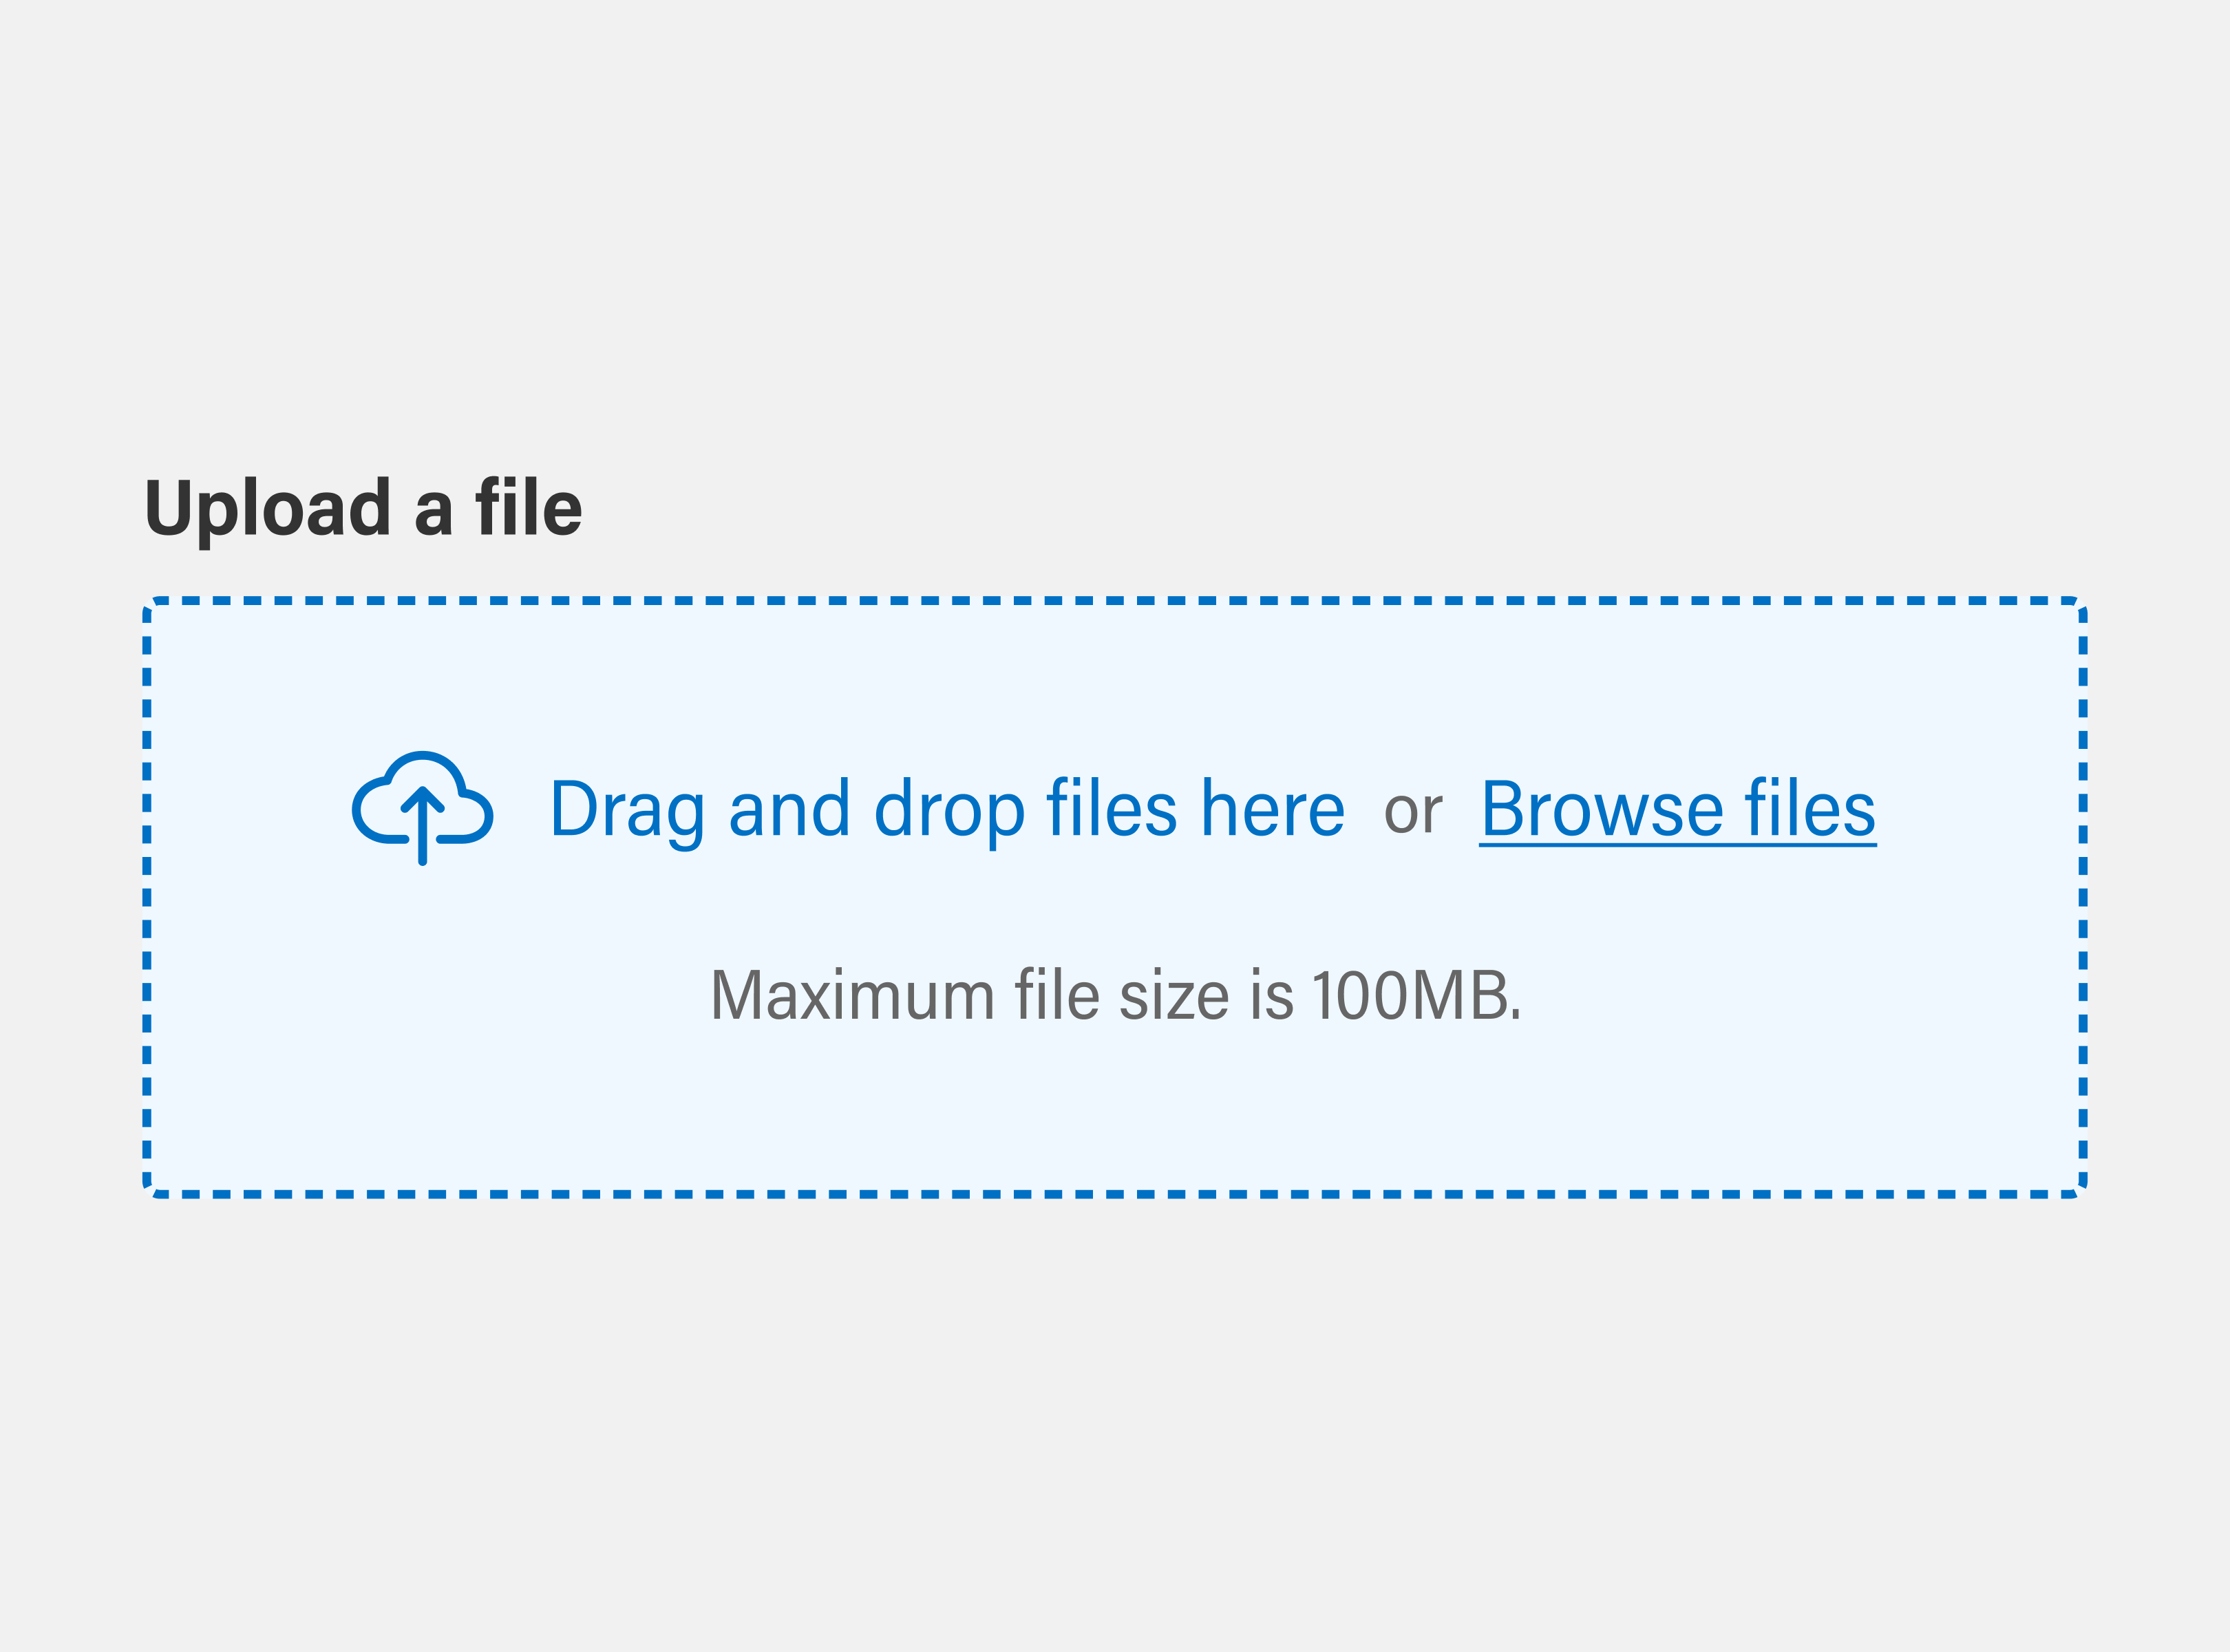 Upload a file
Drag and drop files here or Browse files
Maximum file size is 100MB.